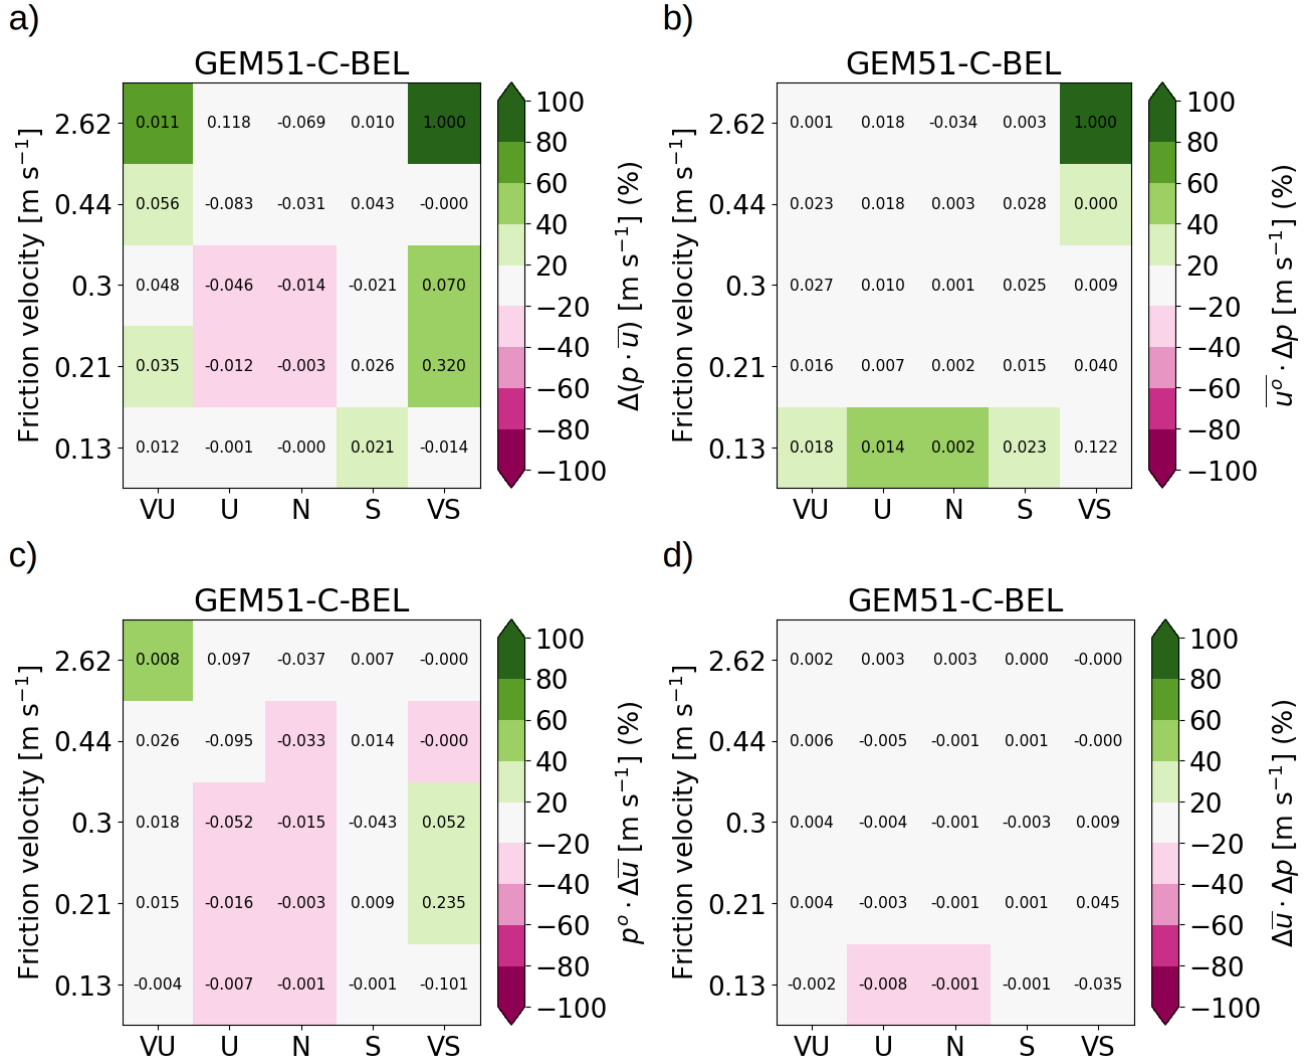 a)
GEM51-C-BEL
Friction velocity [m s⁻¹]
2.62 0.011 0.118 -0.069 0.010 1.000
0.44 0.056 -0.083 -0.031 0.043 -0.000
0.3 0.048 -0.046 -0.014 -0.021 0.070
0.21 0.035 -0.012 -0.003 0.026 0.320
0.13 0.012 -0.001 -0.000 0.021 -0.014
VU U N S VS
100
80
60
40
20
−20
−40
−60
−80
−100
Δ(p · u̅) [m s⁻¹] (%)
b)
GEM51-C-BEL
Friction velocity [m s⁻¹]
2.62 0.001 0.018 -0.034 0.003 1.000
0.44 0.023 0.018 0.003 0.028 0.000
0.3 0.027 0.010 0.001 0.025 0.009
0.21 0.016 0.007 0.002 0.015 0.040
0.13 0.018 0.014 0.002 0.023 0.122
VU U N S VS
100
80
60
40
20
−20
−40
−60
−80
−100
u̅ᵒ · Δp [m s⁻¹] (%)
c)
GEM51-C-BEL
Friction velocity [m s⁻¹]
2.62 0.008 0.097 -0.037 0.007 -0.000
0.44 0.026 -0.095 -0.033 0.014 -0.000
0.3 0.018 -0.052 -0.015 -0.043 0.052
0.21 0.015 -0.016 -0.003 0.009 0.235
0.13 -0.004 -0.007 -0.001 -0.001 -0.101
VU U N S VS
100
80
60
40
20
−20
−40
−60
−80
−100
pᵒ · Δu̅ [m s⁻¹] (%)
d)
GEM51-C-BEL
Friction velocity [m s⁻¹]
2.62 0.002 0.003 0.003 0.000 -0.000
0.44 0.006 -0.005 -0.001 0.001 -0.000
0.3 0.004 -0.004 -0.001 -0.003 0.009
0.21 0.004 -0.003 -0.001 0.001 0.045
0.13 -0.002 -0.008 -0.001 -0.001 -0.035
VU U N S VS
100
80
60
40
20
−20
−40
−60
−80
−100
Δu̅ · Δp [m s⁻¹] (%)